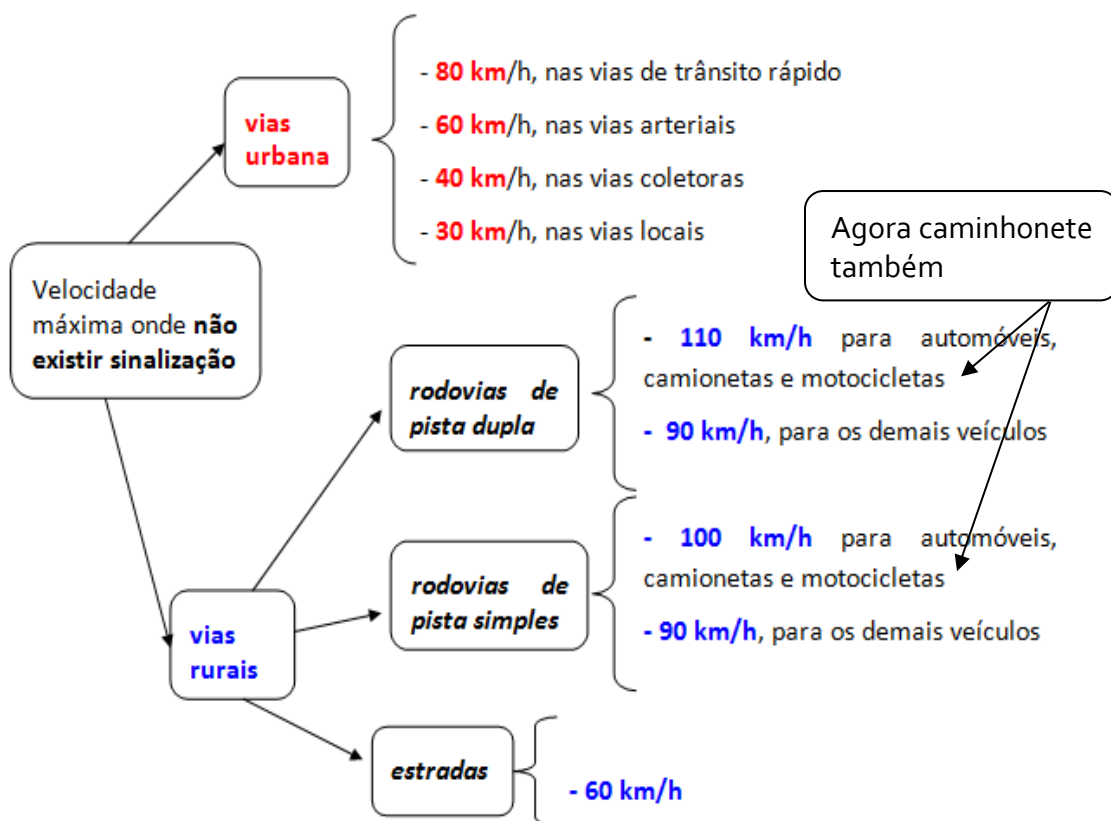 - 80 km/h, nas vias de trânsito rápido
vias
urbana
- 60 km/h, nas vias arteriais
- 40 km/h, nas vias coletoras
- 30 km/h, nas vias locais
Agora caminhonete
também
Velocidade
máxima onde não
existir sinalização
- 110 km/h para automóveis,
camionetas e motocicletas
- 90 km/h, para os demais veículos
rodovias de
pista dupla
- 100 km/h para automóveis,
camionetas e motocicletas
- 90 km/h, para os demais veículos
rodovias de
pista simples
vias
rurais
estradas
- 60 km/h